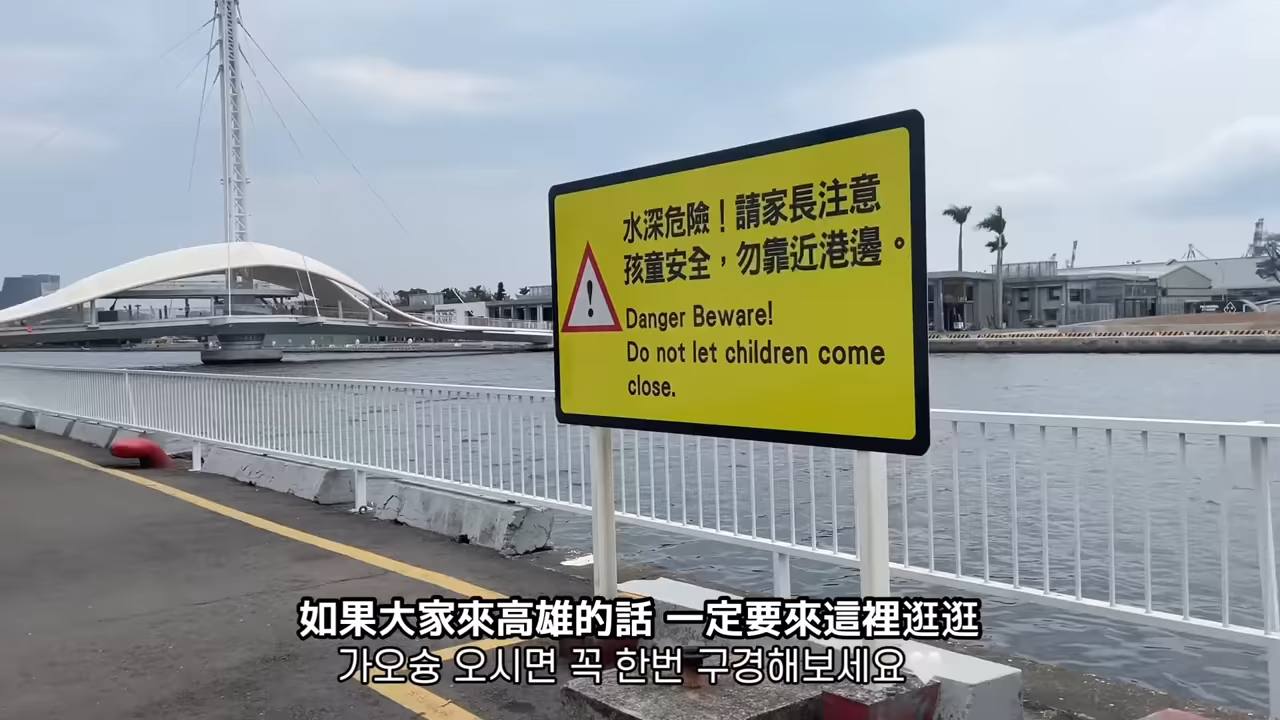 水深危險！請家長注意
孩童安全，勿靠近港邊。
Danger Beware!
Do not let children come
close.
如果大家來高雄的話 一定要來這裡逛逛
가오슝 오시면 꼭 한번 구경해보세요